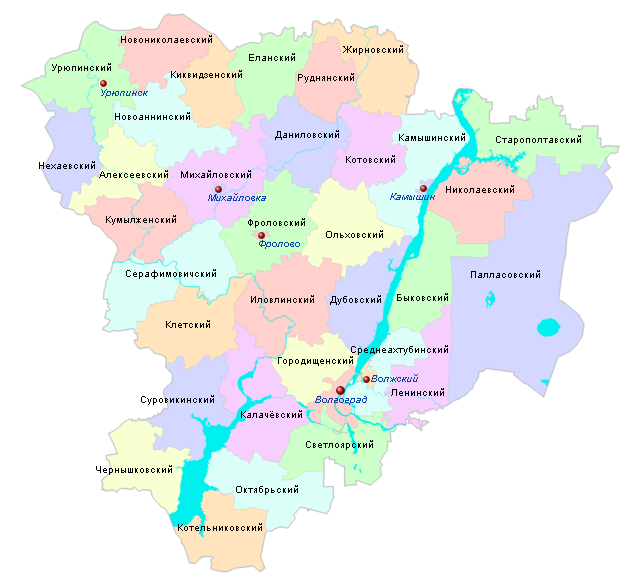 Новониколаевский
Жирновский
Еланский
Урюпинский
Киквидзенский
Руднянский
Урюпинск
Новоаннинский
Даниловский
Камышинский
Старополтавский
Котовский
Нехаевский
Алексеевский
Михайловский
Николаевский
Михайловка
Камышин
Кумылженский
Фроловский
Ольховский
Фролово
Серафимовичский
Палласовский
Иловлинский
Дубовский
Быковский
Клетский
Среднеахтубинский
Городищенский
Волжский
Ленинский
Суровикинский
Волгоград
Калачёвский
Светлоярский
Чернышковский
Октябрьский
Котельниковский